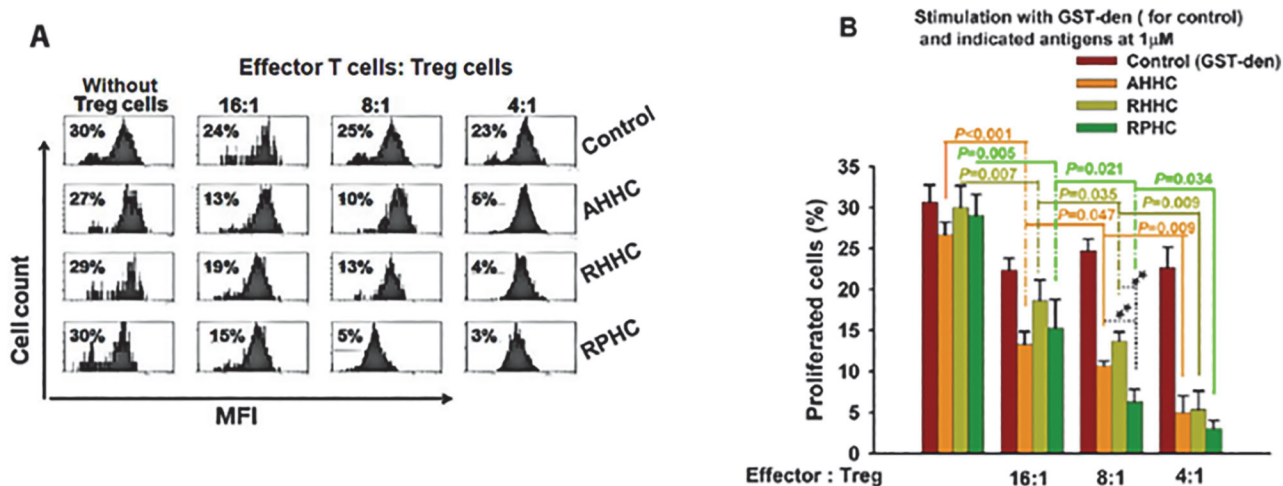 A
Effector T cells: Treg cells
Without
Treg cells 16:1 8:1 4:1
30% 24% 25% 23% Control
27% 13% 10% 5% AHHC
29% 19% 13% 4% RHHC
30% 15% 5% 3% RPHC
Cell count
MFI
B
Stimulation with GST-den ( for control)
and indicated antigens at 1µM
Control (GST-den)
AHHC
RHHC
RPHC
P<0.001
P=0.005
P=0.007
P=0.021
P=0.035
P=0.047
P=0.034
P=0.009
P=0.009
**
**
Proliferated cells (%)
35
30
25
20
15
10
5
0
Effector : Treg 16:1 8:1 4:1